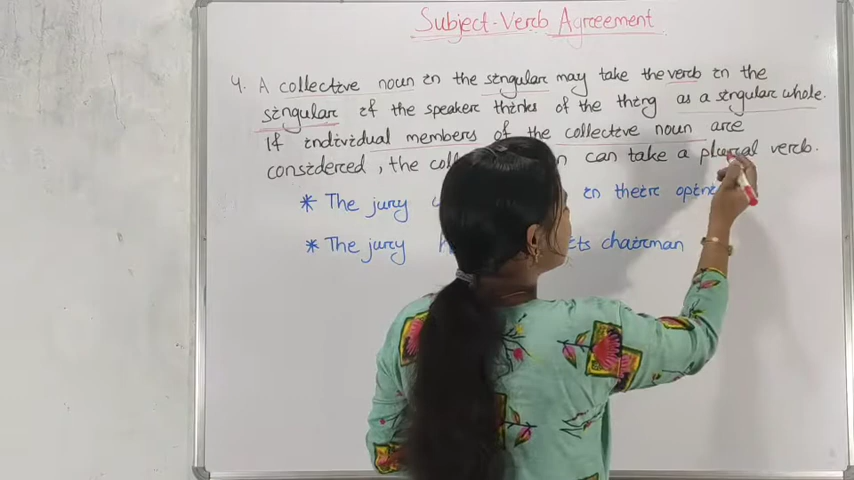 Subject-Verb Agreement
4. A collective noun in the singular may take the verb in the
singular if the speaker thinks of the thing as a singular whole.
If individual members of the collective noun are
considered, the can take a plural verb.
* The jury in their
* The jury its chairman